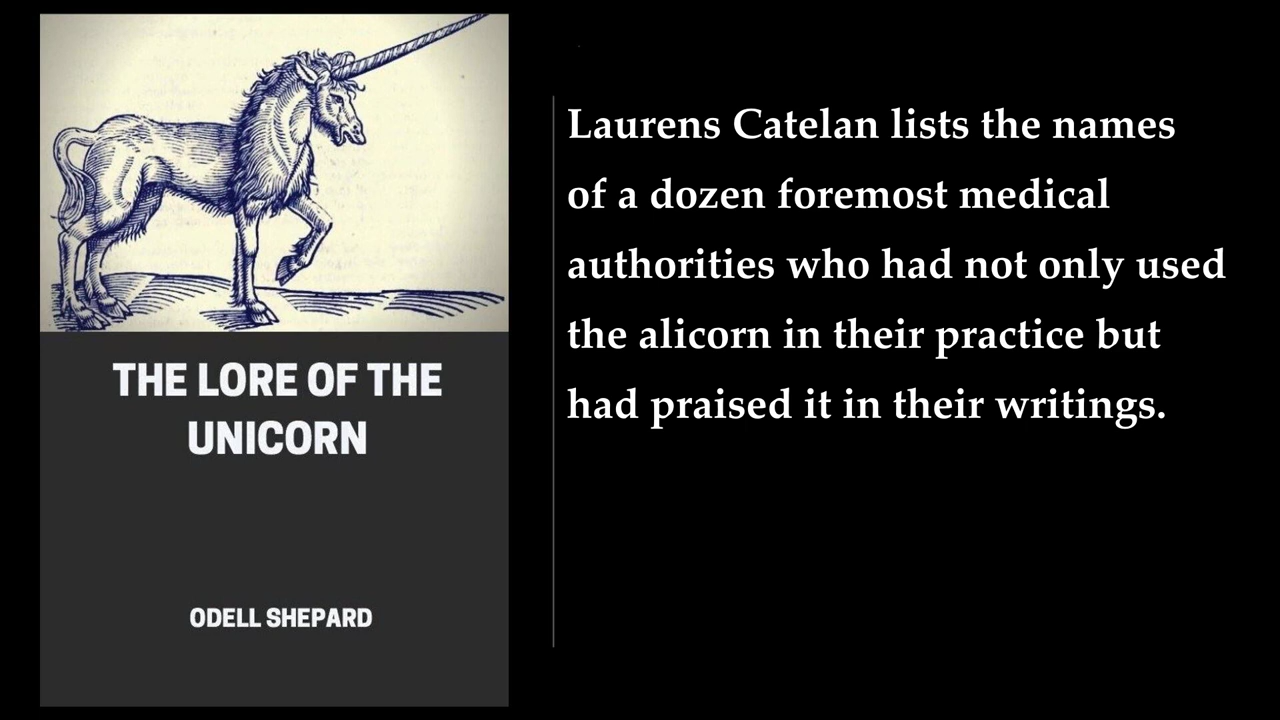 THE LORE OF THE
UNICORN
ODELL SHEPARD
Laurens Catelan lists the names
of a dozen foremost medical
authorities who had not only used
the alicorn in their practice but
had praised it in their writings.